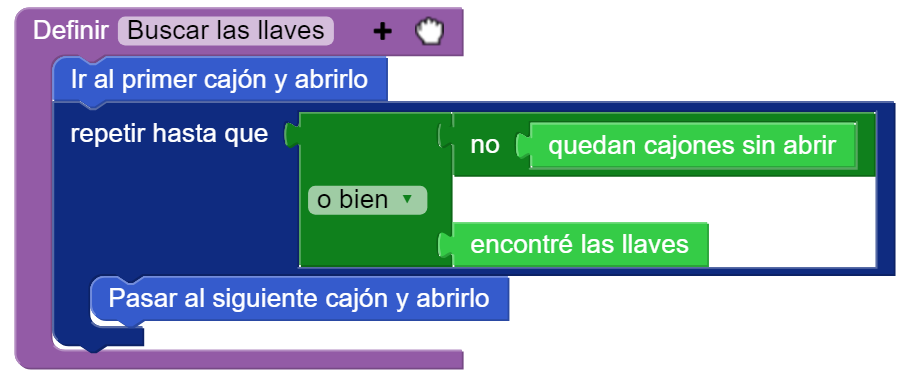 Definir Buscar las llaves +
Ir al primer cajón y abrirlo
repetir hasta que
no quedan cajones sin abrir
o bien
encontré las llaves
Pasar al siguiente cajón y abrirlo